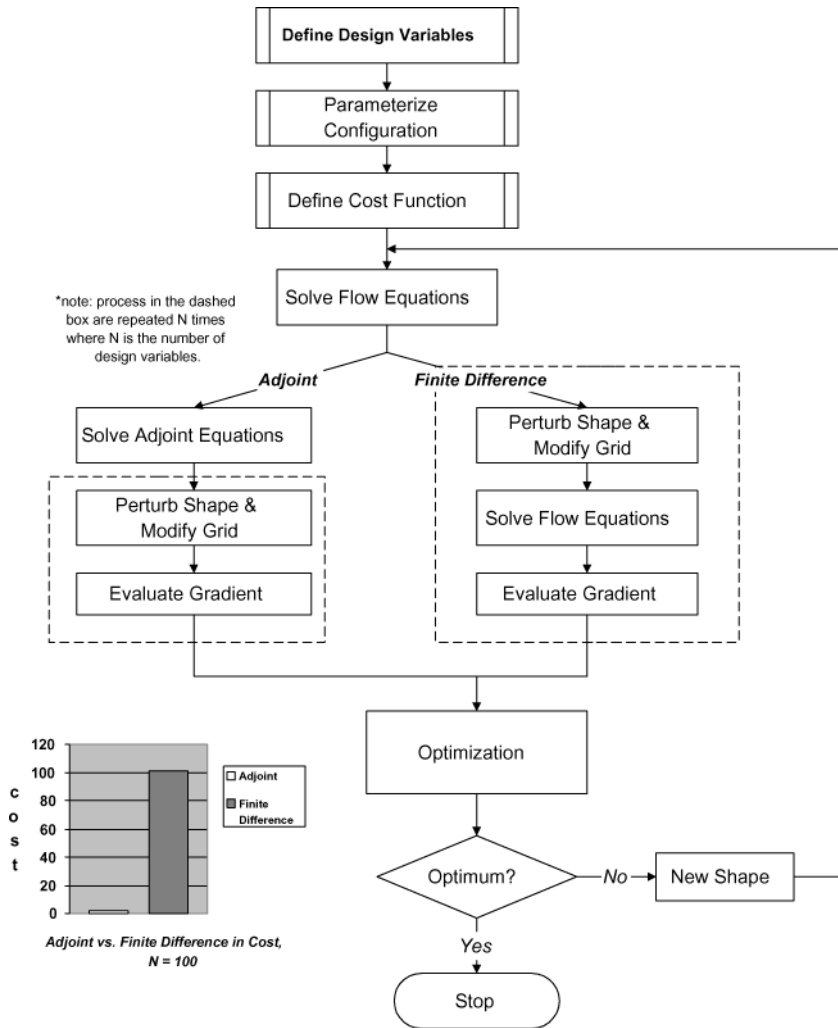 Define Design Variables
Parameterize
Configuration
Define Cost Function
Solve Flow Equations
*note: process in the dashed
box are repeated N times
where N is the number of
design variables.
Adjoint
Finite Difference
Solve Adjoint Equations
Perturb Shape &
Modify Grid
Evaluate Gradient
Perturb Shape &
Modify Grid
Solve Flow Equations
Evaluate Gradient
Optimization
Optimum?
No
New Shape
Yes
Stop
cost
120
100
80
60
40
20
0
Adjoint
Finite
Difference
Adjoint vs. Finite Difference in Cost,
N = 100